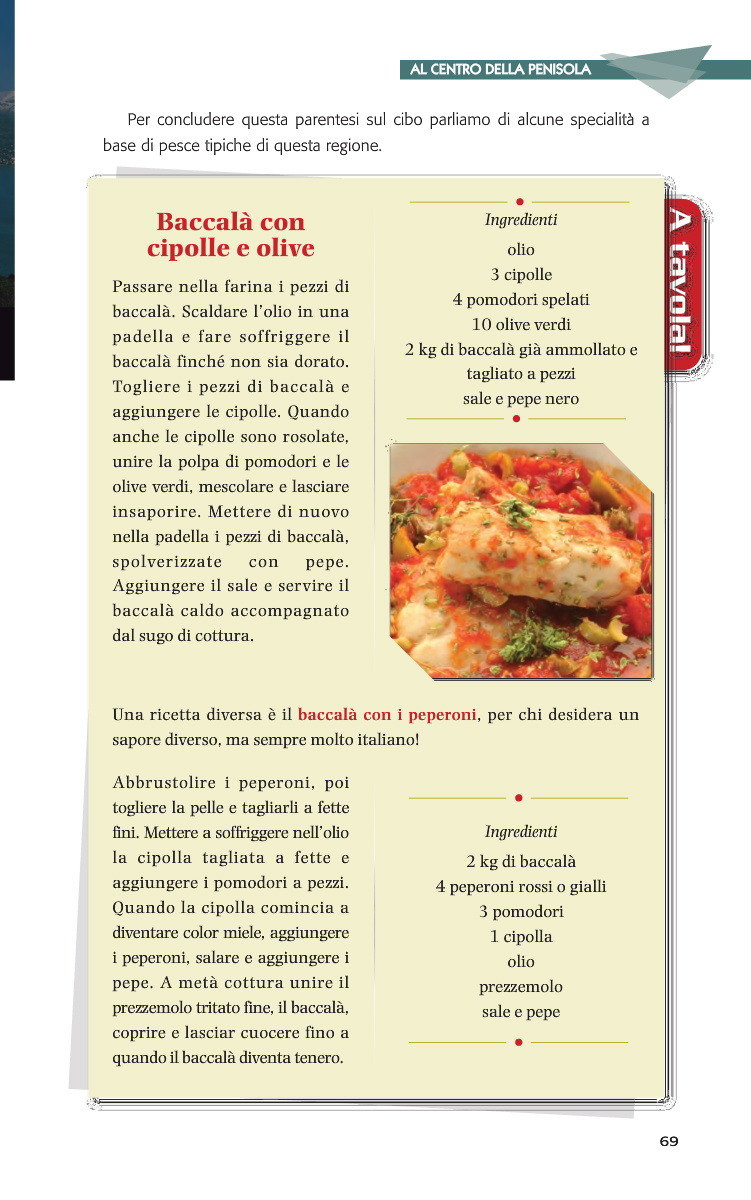 AL CENTRO DELLA PENISOLA
Per concludere questa parentesi sul cibo parliamo di alcune specialità a
base di pesce tipiche di questa regione.
A tavola!
Baccalà con
cipolle e olive
Passare nella farina i pezzi di
baccalà. Scaldare l'olio in una
padella e fare soffriggere il
baccalà finché non sia dorato.
Togliere i pezzi di baccalà e
aggiungere le cipolle. Quando
anche le cipolle sono rosolate,
unire la polpa di pomodori e le
olive verdi, mescolare e lasciare
insaporire. Mettere di nuovo
nella padella i pezzi di baccalà,
spolverizzate con pepe.
Aggiungere il sale e servire il
baccalà caldo accompagnato
dal sugo di cottura.
Ingredienti
olio
3 cipolle
4 pomodori spelati
10 olive verdi
2 kg di baccalà già ammollato e
tagliato a pezzi
sale e pepe nero
Una ricetta diversa è il baccalà con i peperoni, per chi desidera un
sapore diverso, ma sempre molto italiano!
Abbrustolire i peperoni, poi
togliere la pelle e tagliarli a fette
fini. Mettere a soffriggere nell'olio
la cipolla tagliata a fette e
aggiungere i pomodori a pezzi.
Quando la cipolla comincia a
diventare color miele, aggiungere
i peperoni, salare e aggiungere i
pepe. A metà cottura unire il
prezzemolo tritato fine, il baccalà,
coprire e lasciar cuocere fino a
quando il baccalà diventa tenero.
Ingredienti
2 kg di baccalà
4 peperoni rossi o gialli
3 pomodori
1 cipolla
olio
prezzemolo
sale e pepe
69